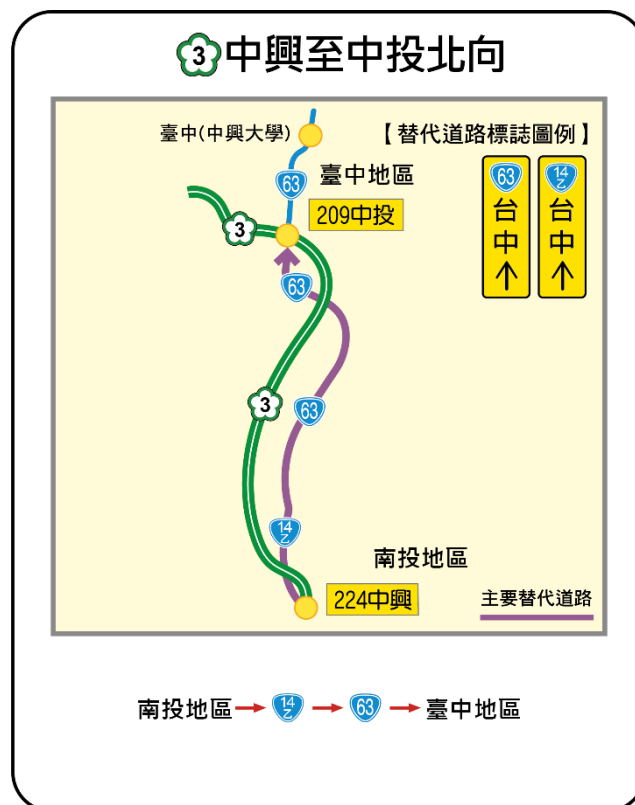 3中興至中投北向
臺中(中興大學)
【替代道路標誌圖例】
63
台中↑
14乙
台中↑
63
臺中地區
209中投
3
63
3
63
14乙
南投地區
224中興
主要替代道路
南投地區→14乙→63→臺中地區